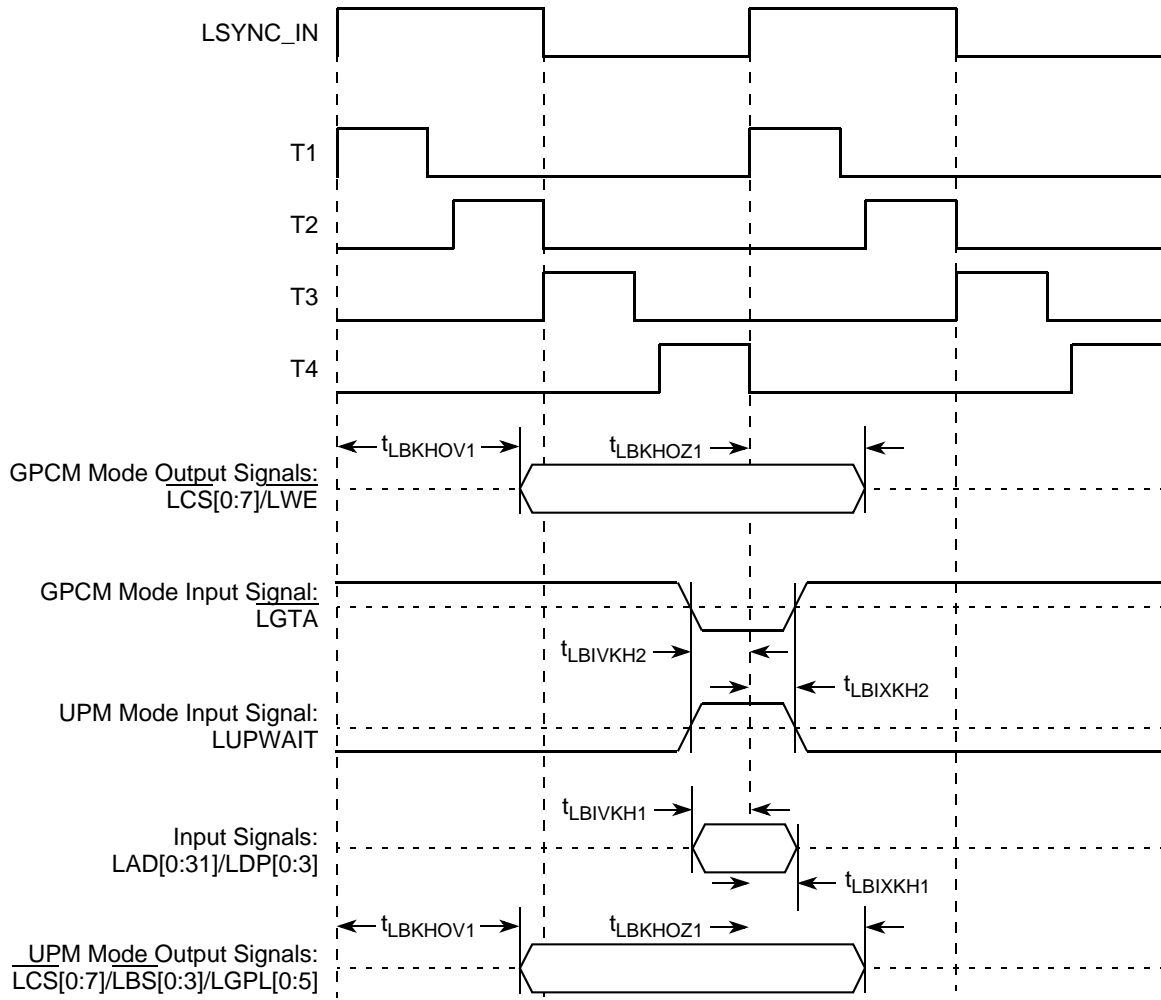 LSYNC_IN
T1
T2
T3
T4
tLBKHOV1
tLBKHOZ1
GPCM Mode Output Signals:
LCS[0:7]/LWE
GPCM Mode Input Signal:
LGTA
tLBIVKH2
tLBIXKH2
UPM Mode Input Signal:
LUPWAIT
tLBIVKH1
Input Signals:
LAD[0:31]/LDP[0:3]
tLBIXKH1
tLBKHOV1
tLBKHOZ1
UPM Mode Output Signals:
LCS[0:7]/LBS[0:3]/LGPL[0:5]